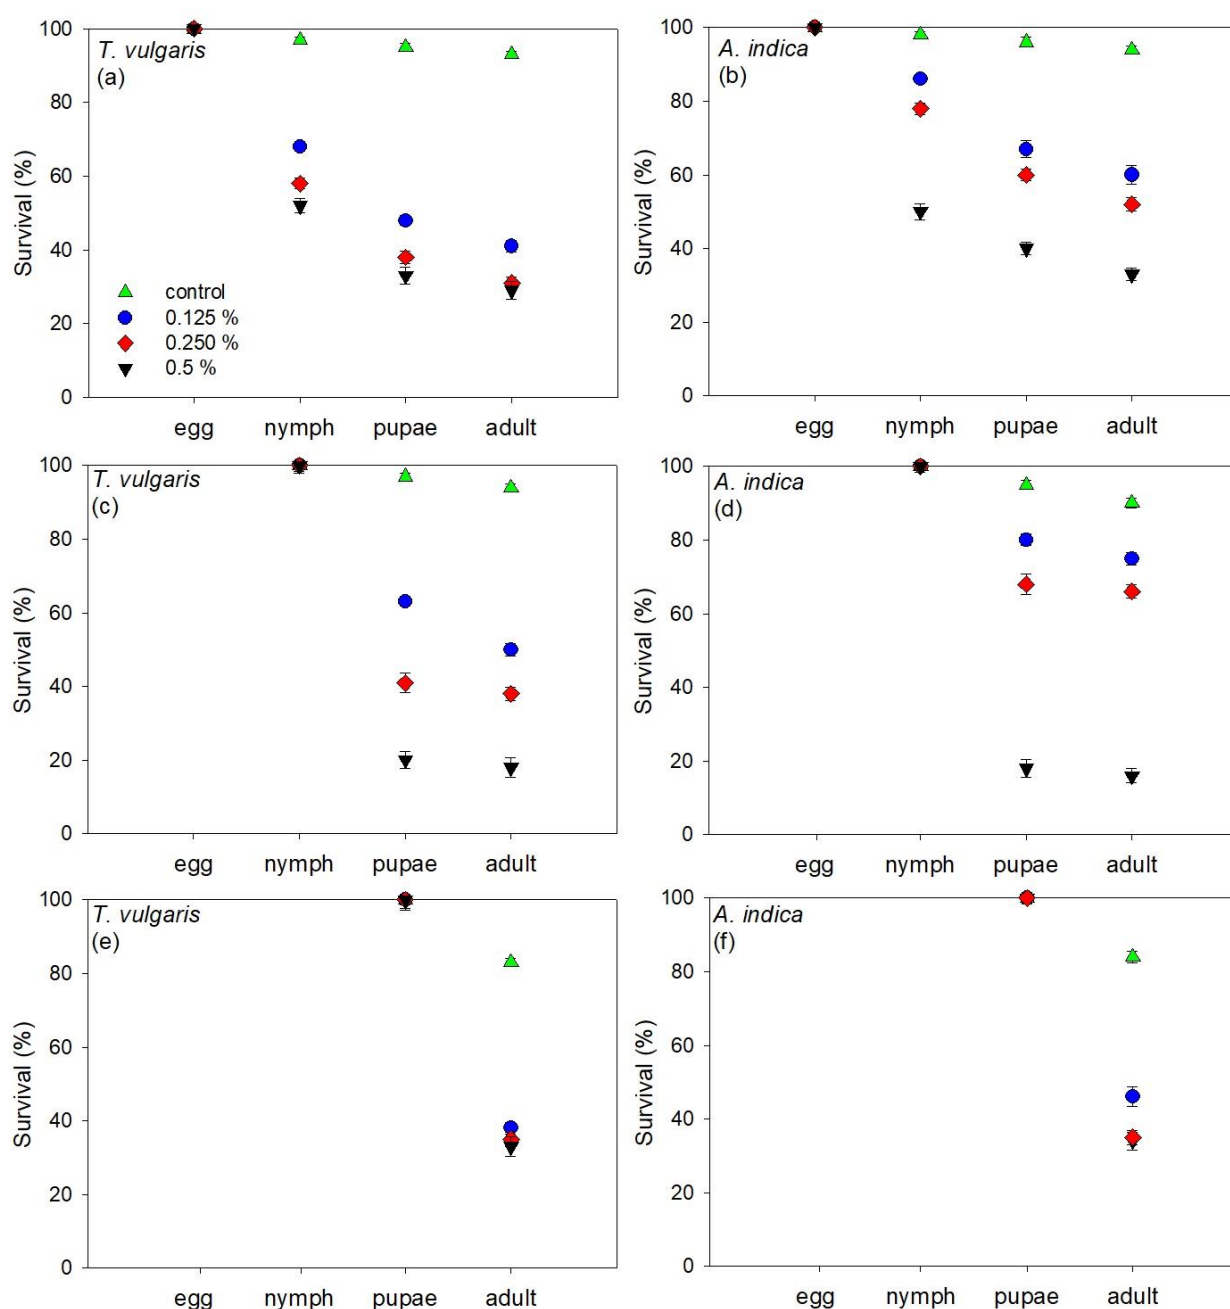 T. vulgaris
(a)
Survival (%)
100
80
60
40
20
0
control
0.125 %
0.250 %
0.5 %
egg nymph pupae adult
A. indica
(b)
Survival (%)
100
80
60
40
20
0
egg nymph pupae adult
T. vulgaris
(c)
Survival (%)
100
80
60
40
20
0
egg nymph pupae adult
A. indica
(d)
Survival (%)
100
80
60
40
20
0
egg nymph pupae adult
T. vulgaris
(e)
Survival (%)
100
80
60
40
20
0
egg nymph pupae adult
A. indica
(f)
Survival (%)
100
80
60
40
20
0
egg nymph pupae adult